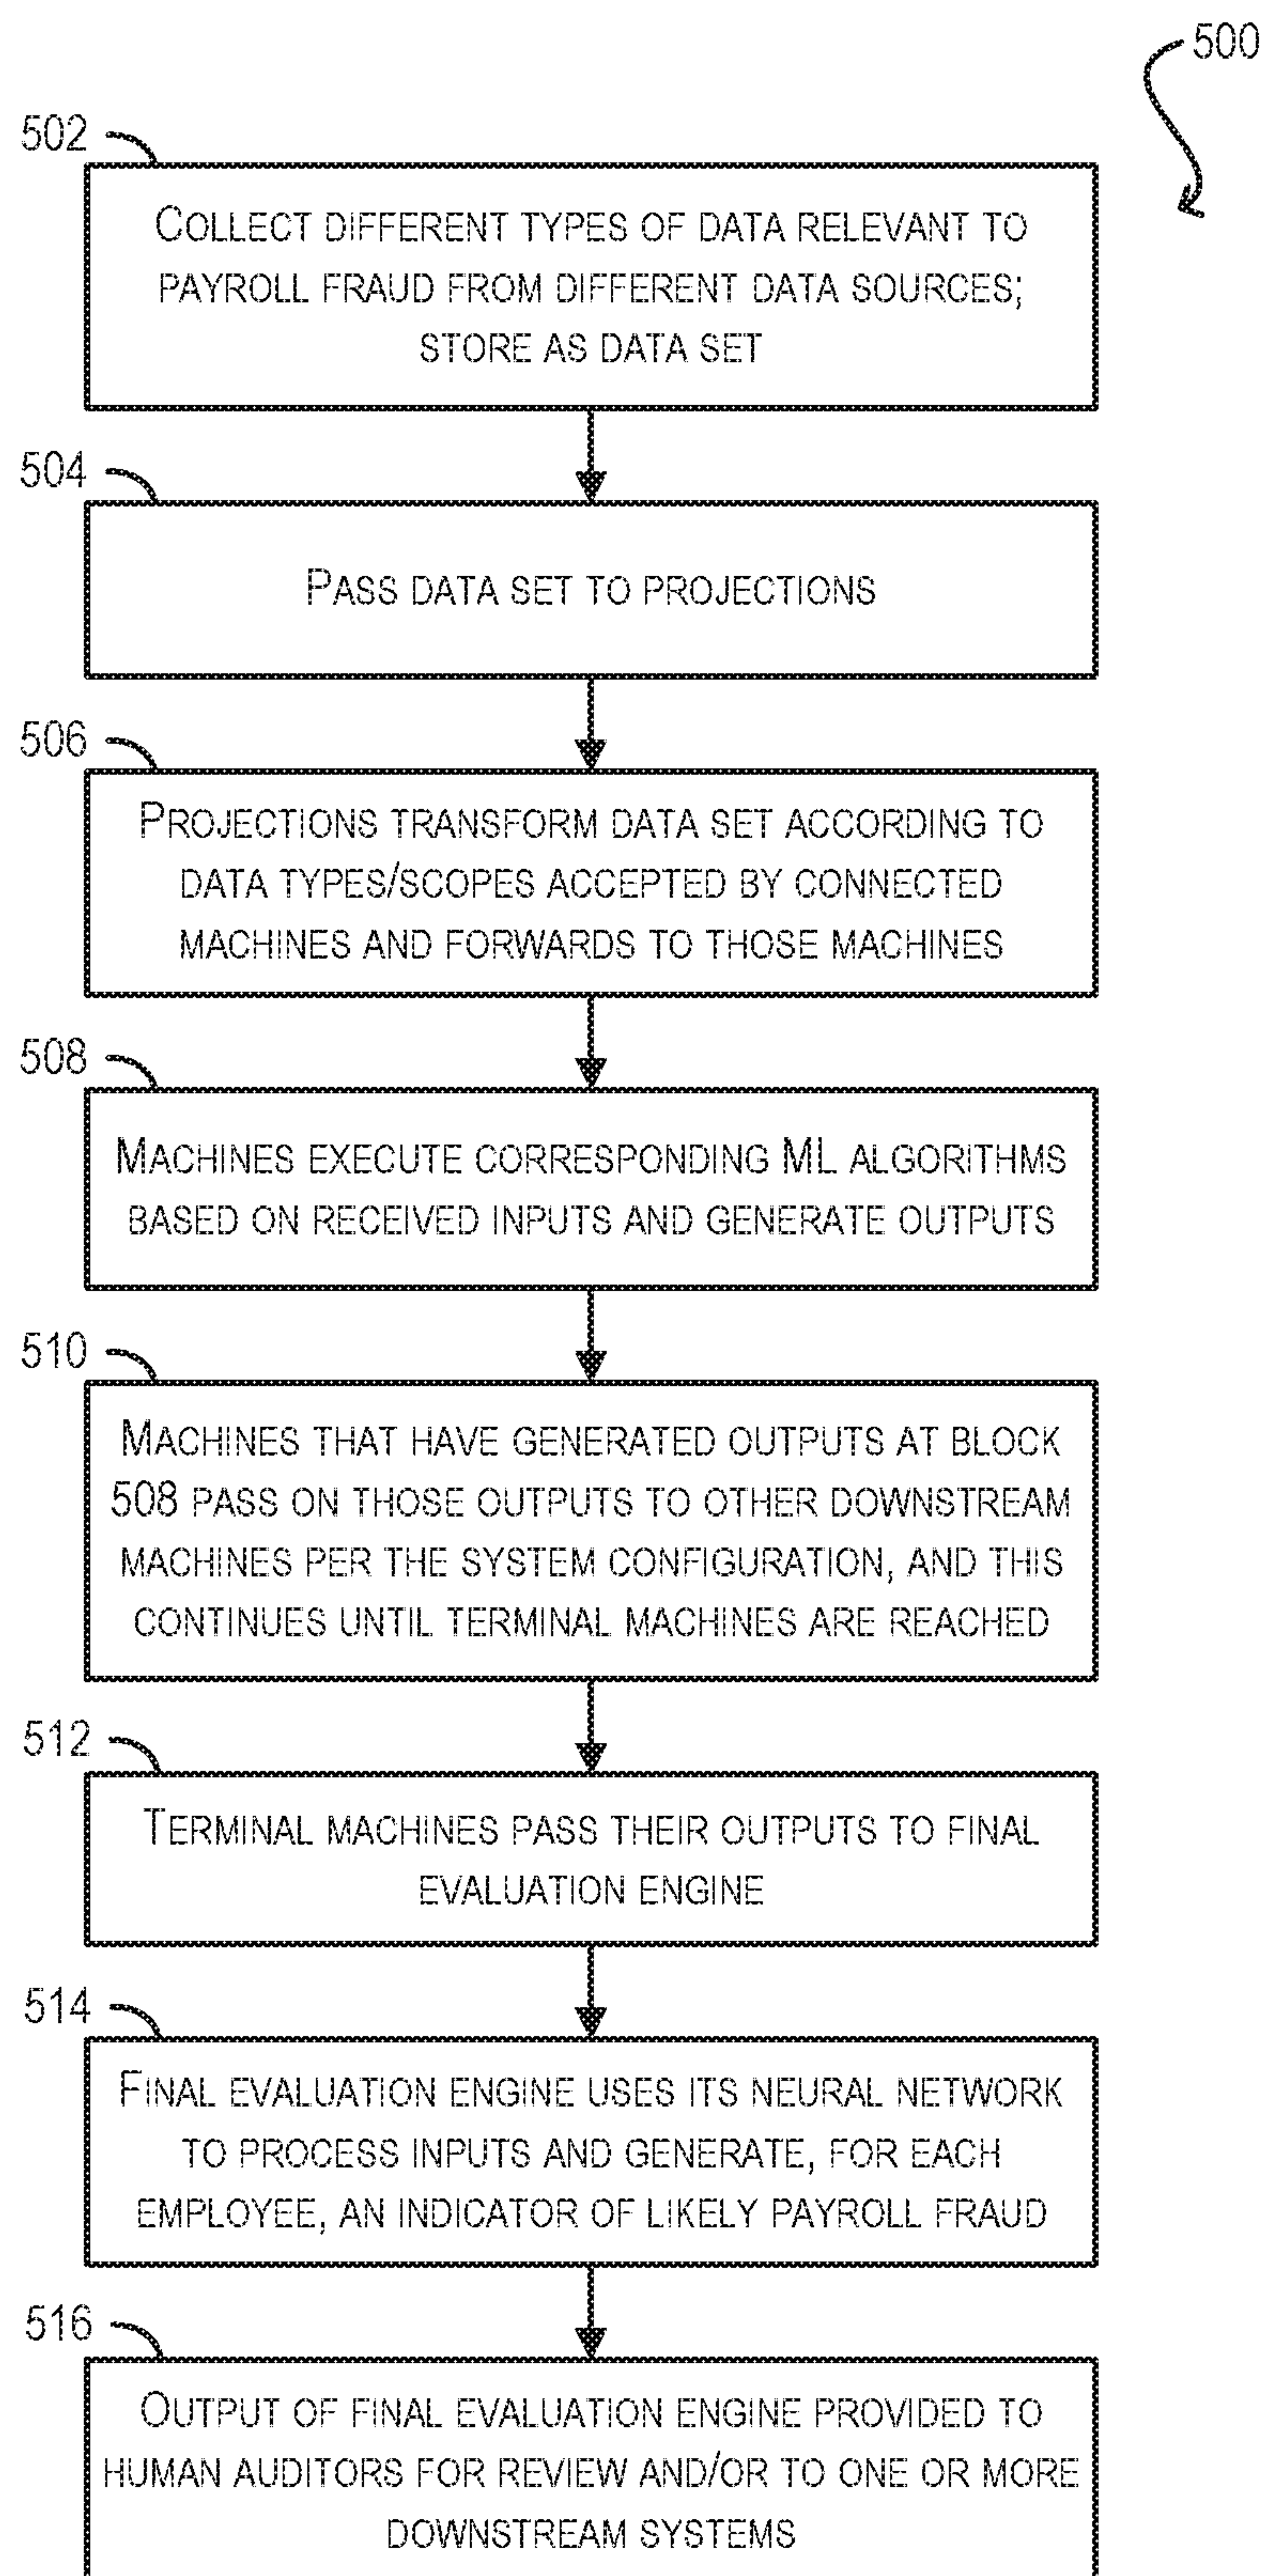 500
502
COLLECT DIFFERENT TYPES OF DATA RELEVANT TO
PAYROLL FRAUD FROM DIFFERENT DATA SOURCES;
STORE AS DATA SET
504
PASS DATA SET TO PROJECTIONS
506
PROJECTIONS TRANSFORM DATA SET ACCORDING TO
DATA TYPES/SCOPES ACCEPTED BY CONNECTED
MACHINES AND FORWARDS TO THOSE MACHINES
508
MACHINES EXECUTE CORRESPONDING ML ALGORITHMS
BASED ON RECEIVED INPUTS AND GENERATE OUTPUTS
510
MACHINES THAT HAVE GENERATED OUTPUTS AT BLOCK
508 PASS ON THOSE OUTPUTS TO OTHER DOWNSTREAM
MACHINES PER THE SYSTEM CONFIGURATION, AND THIS
CONTINUES UNTIL TERMINAL MACHINES ARE REACHED
512
TERMINAL MACHINES PASS THEIR OUTPUTS TO FINAL
EVALUATION ENGINE
514
FINAL EVALUATION ENGINE USES ITS NEURAL NETWORK
TO PROCESS INPUTS AND GENERATE, FOR EACH
EMPLOYEE, AN INDICATOR OF LIKELY PAYROLL FRAUD
516
OUTPUT OF FINAL EVALUATION ENGINE PROVIDED TO
HUMAN AUDITORS FOR REVIEW AND/OR TO ONE OR MORE
DOWNSTREAM SYSTEMS